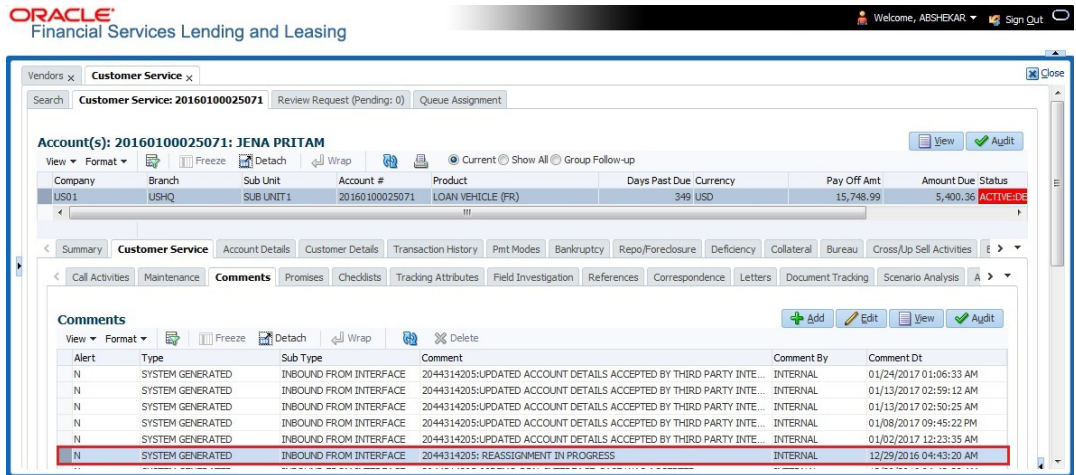 ORACLE
Financial Services Lending and Leasing
Welcome, ABSHEKAR Sign Out
Vendors x Customer Service x Close
Search Customer Service: 20160100025071 Review Request (Pending: 0) Queue Assignment
Account(s): 20160100025071: JENA PRITAM View Audit
View Format Freeze Detach Wrap Current Show All Group Follow-up
Company Branch Sub Unit Account # Product Days Past Due Currency Pay Off Amt Amount Due Status
US01 USHQ SUB UNIT1 20160100025071 LOAN VEHICLE (FR) 349 USD 15,748.99 5,400.36 ACTIVE:DE
Summary Customer Service Account Details Customer Details Transaction History Pmt Modes Bankruptcy Repo/Foreclosure Deficiency Collateral Bureau Cross/Up Sell Activities
Call Activities Maintenance Comments Promises Checklists Tracking Attributes Field Investigation References Correspondence Letters Document Tracking Scenario Analysis A
Comments Add Edit View Audit
View Format Freeze Detach Wrap Delete
Alert Type Sub Type Comment Comment By Comment Dt
N SYSTEM GENERATED INBOUND FROM INTERFACE 2044314205:UPDATED ACCOUNT DETAILS ACCEPTED BY THIRD PARTY INTE... INTERNAL 01/24/2017 01:06:33 AM
N SYSTEM GENERATED INBOUND FROM INTERFACE 2044314205:UPDATED ACCOUNT DETAILS ACCEPTED BY THIRD PARTY INTE... INTERNAL 01/13/2017 02:59:12 AM
N SYSTEM GENERATED INBOUND FROM INTERFACE 2044314205:UPDATED ACCOUNT DETAILS ACCEPTED BY THIRD PARTY INTE... INTERNAL 01/13/2017 02:50:25 AM
N SYSTEM GENERATED INBOUND FROM INTERFACE 2044314205:UPDATED ACCOUNT DETAILS ACCEPTED BY THIRD PARTY INTE... INTERNAL 01/08/2017 09:45:22 PM
N SYSTEM GENERATED INBOUND FROM INTERFACE 2044314205:UPDATED ACCOUNT DETAILS ACCEPTED BY THIRD PARTY INTE... INTERNAL 01/02/2017 12:23:35 AM
N SYSTEM GENERATED INBOUND FROM INTERFACE 2044314205: REASSIGNMENT IN PROGRESS INTERNAL 12/29/2016 04:43:20 AM